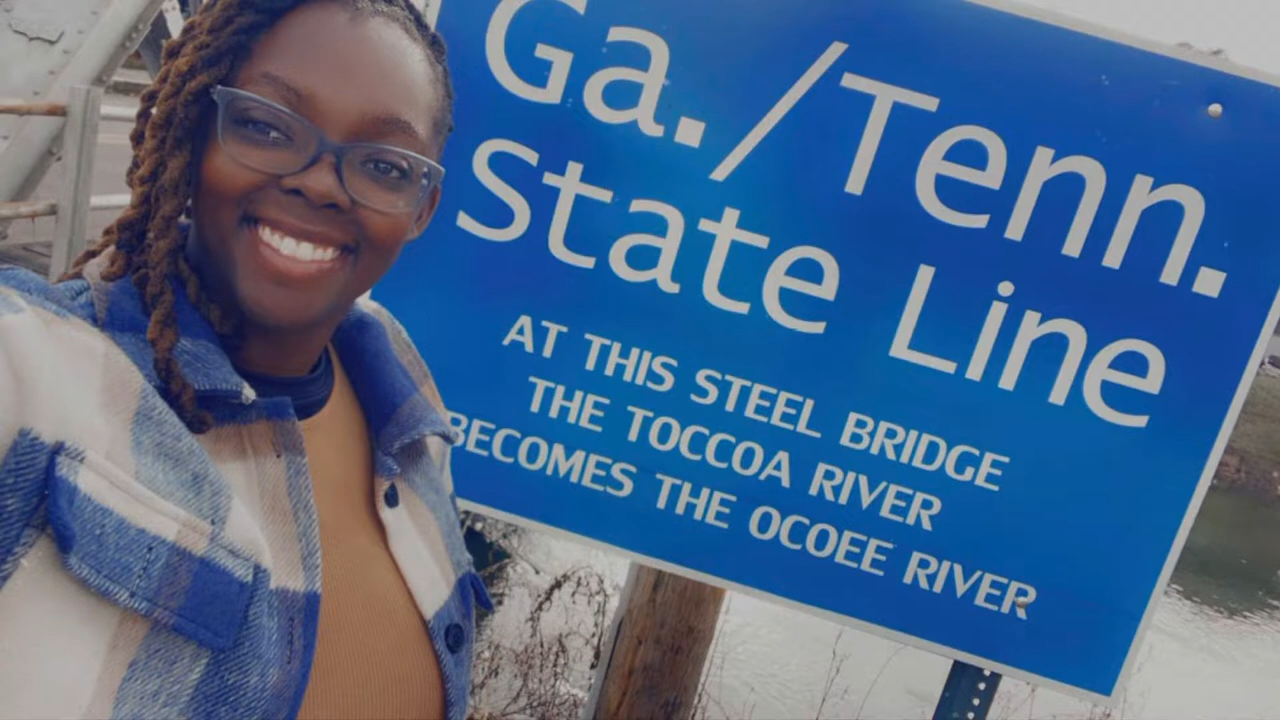 Ga./Tenn.
State Line
AT THIS STEEL BRIDGE
THE TOCCOA RIVER
BECOMES THE OCOEE RIVER